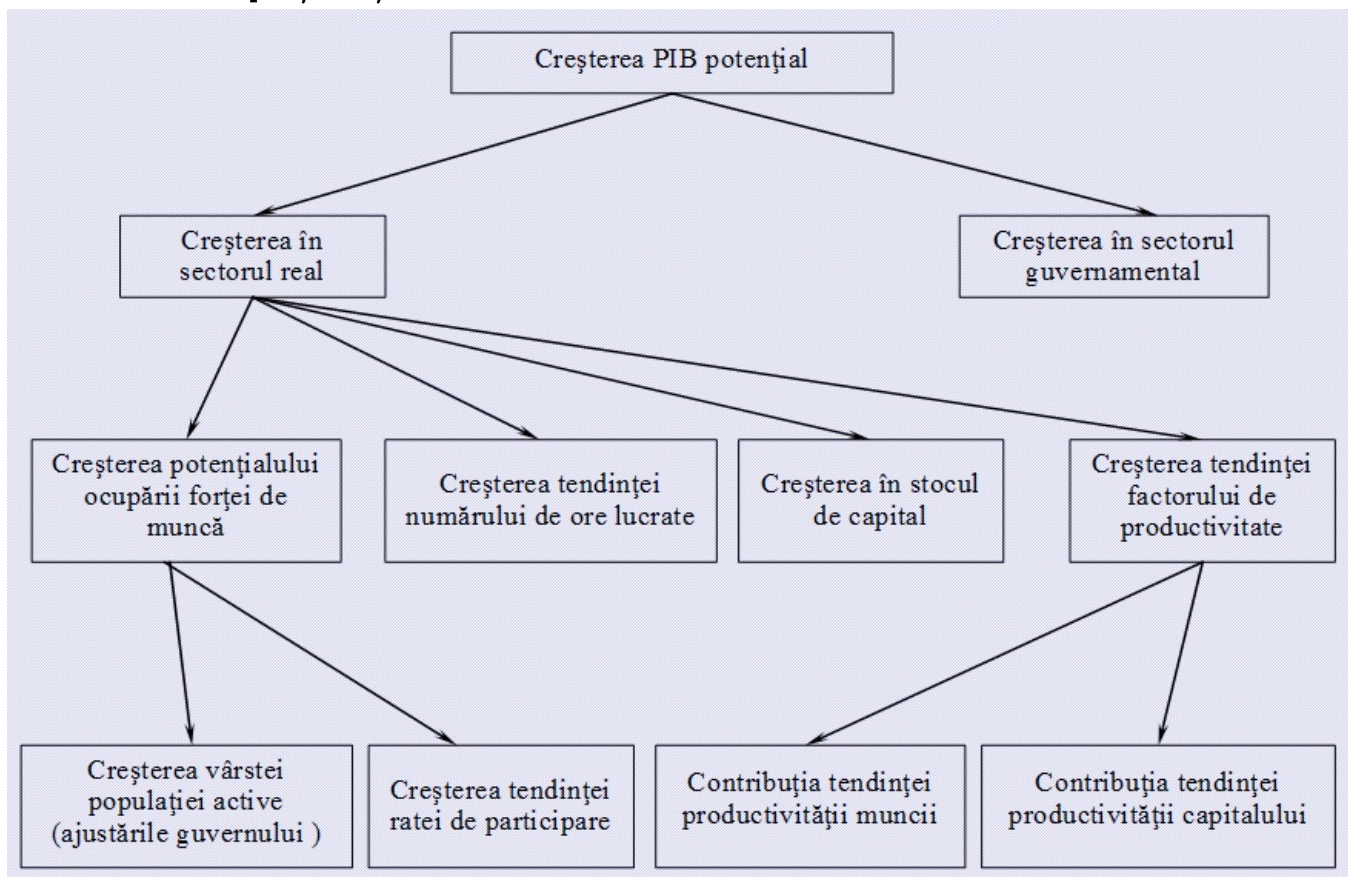 Creşterea PIB potenţial
Creşterea în
sectorul real
Creşterea în sectorul
guvernamental
Creşterea potenţialului
ocupării forţei de
muncă
Creşterea tendinţei
numărului de ore lucrate
Creşterea în stocul
de capital
Creşterea tendinţei
factorului de
productivitate
Creşterea vârstei
populaţiei active
(ajustările guvernului )
Creşterea tendinţei
ratei de participare
Contribuţia tendinţei
productivităţii muncii
Contribuţia tendinţei
productivităţii capitalului